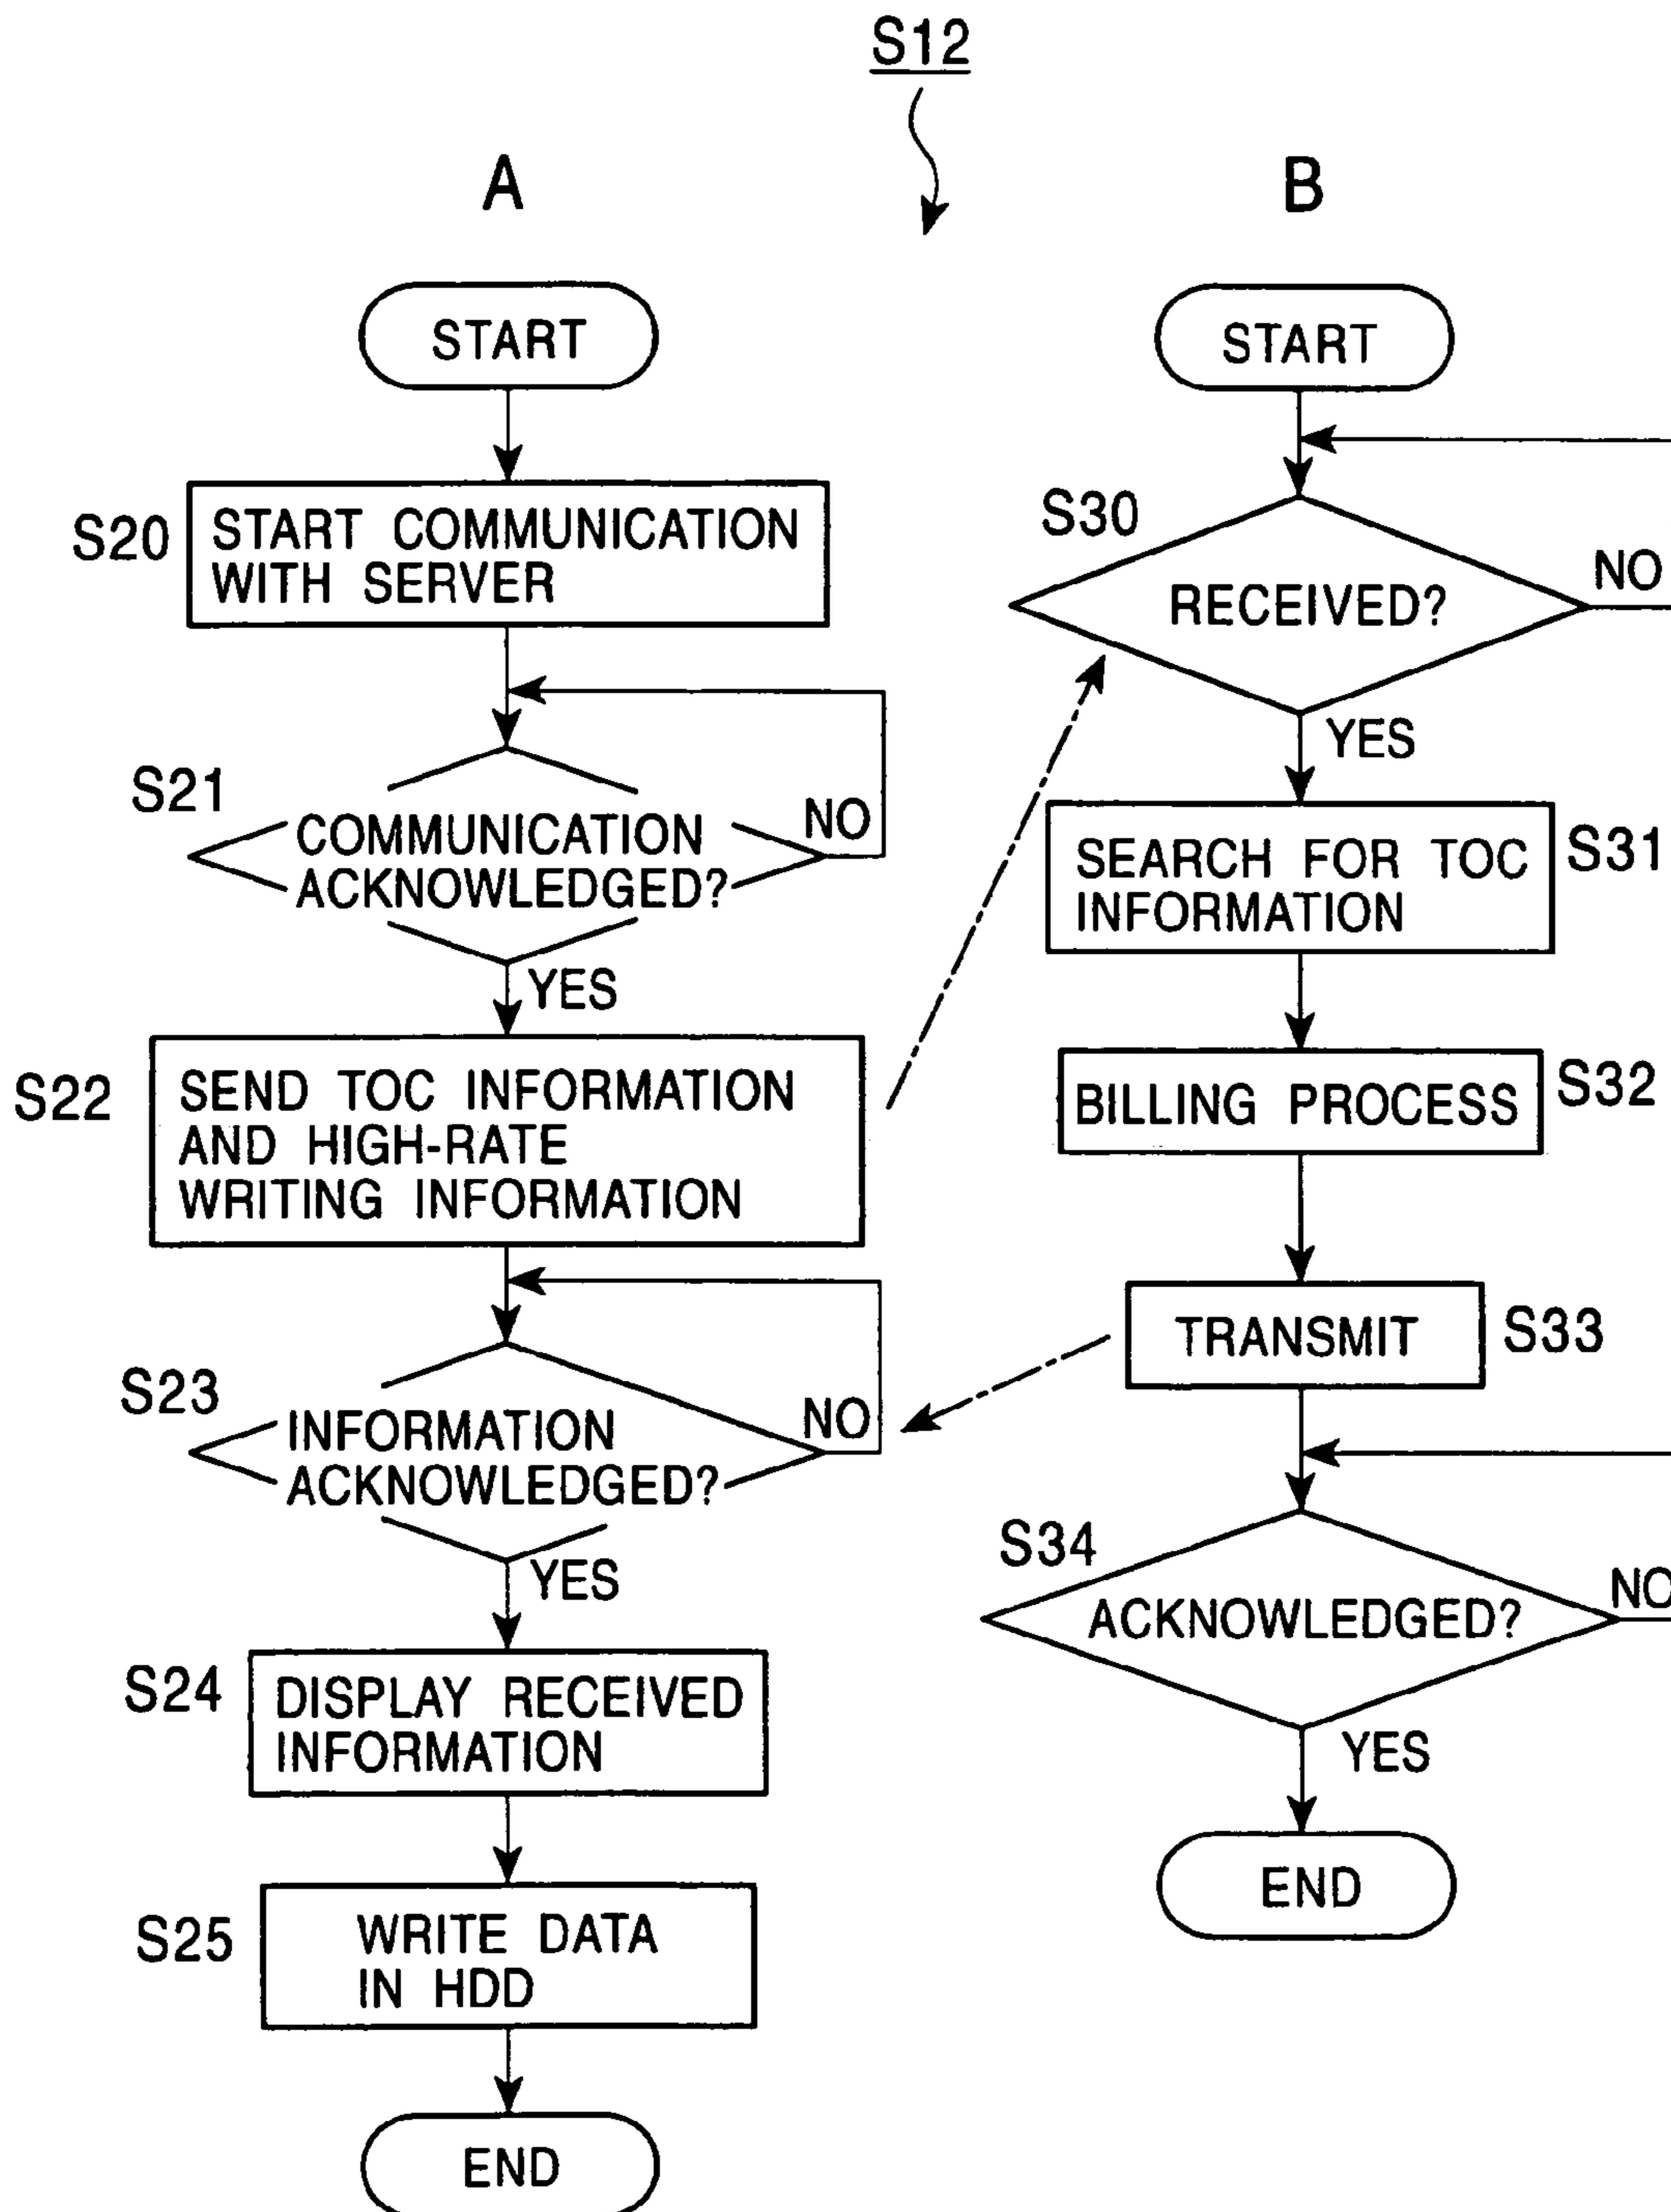 S12
A
START
S20
START COMMUNICATION
WITH SERVER
S21
COMMUNICATION
ACKNOWLEDGED?
NO
YES
S22
SEND TOC INFORMATION
AND HIGH-RATE
WRITING INFORMATION
S23
INFORMATION
ACKNOWLEDGED?
NO
YES
S24
DISPLAY RECEIVED
INFORMATION
S25
WRITE DATA
IN HDD
END
B
START
S30
RECEIVED?
NO
YES
SEARCH FOR TOC
INFORMATION
S31
BILLING PROCESS
S32
TRANSMIT
S33
S34
ACKNOWLEDGED?
NO
YES
END